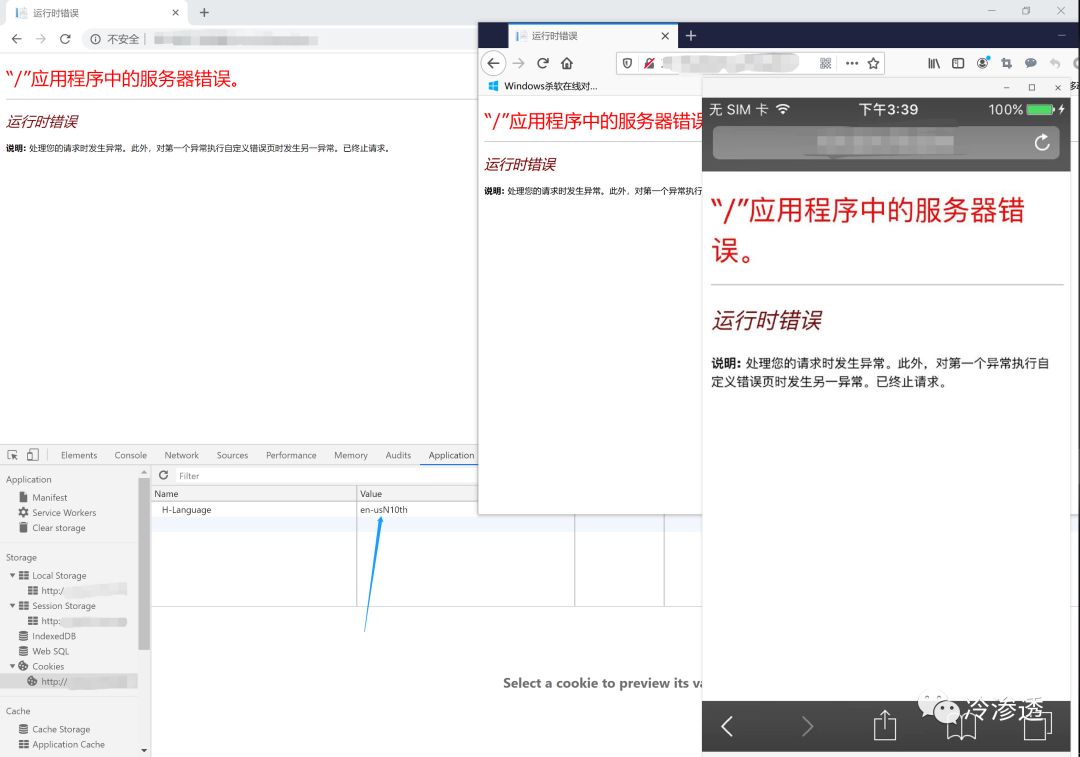 运行时错误
不安全
“/”应用程序中的服务器错误。
运行时错误
说明: 处理您的请求时发生异常。此外，对第一个异常执行自定义错误页时发生另一异常。已终止请求。
Elements Console Network Sources Performance Memory Audits Application
Application
Manifest
Service Workers
Clear storage
Storage
Local Storage
http:/
Session Storage
http:
IndexedDB
Web SQL
Cookies
http://
Cache
Cache Storage
Application Cache
Filter
Name Value
H-Language en-usN10th
Select a cookie to preview its va
运行时错误
Windows杀软在线对...
“/”应用程序中的服务器错误
运行时错误
说明: 处理您的请求时发生异常。此外，对第一个异常执行
无 SIM 卡 下午3:39 100%
“/”应用程序中的服务器错
误。
运行时错误
说明: 处理您的请求时发生异常。此外，对第一个异常执行自
定义错误页时发生另一异常。已终止请求。
冷渗透